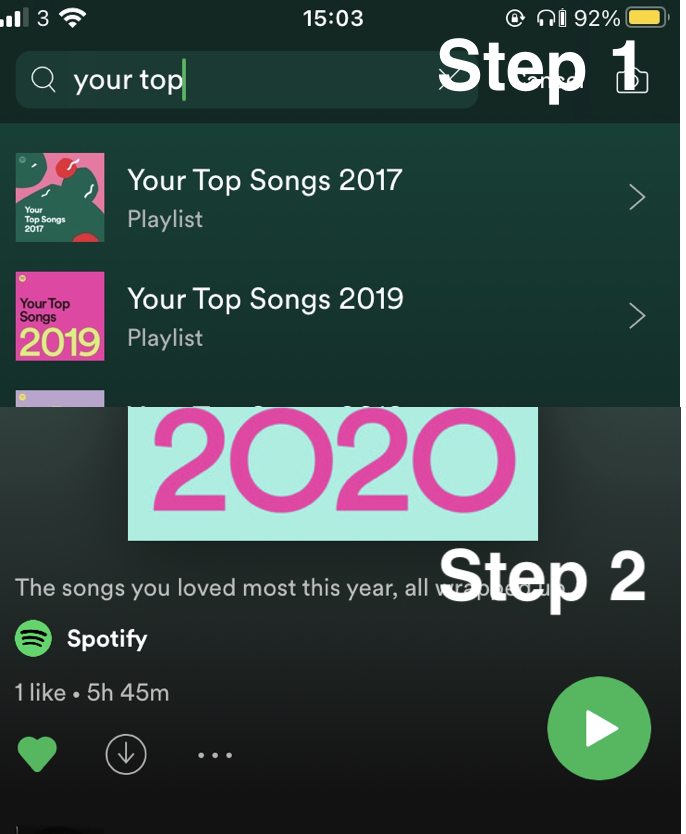 3
15:03
92%
Step 1
your top
Your
Top Songs
2017
Your Top Songs 2017
Playlist
Your Top
Songs
2019
Your Top Songs 2019
Playlist
2020
Step 2
The songs you loved most this year, all wrapped up
Spotify
1 like • 5h 45m